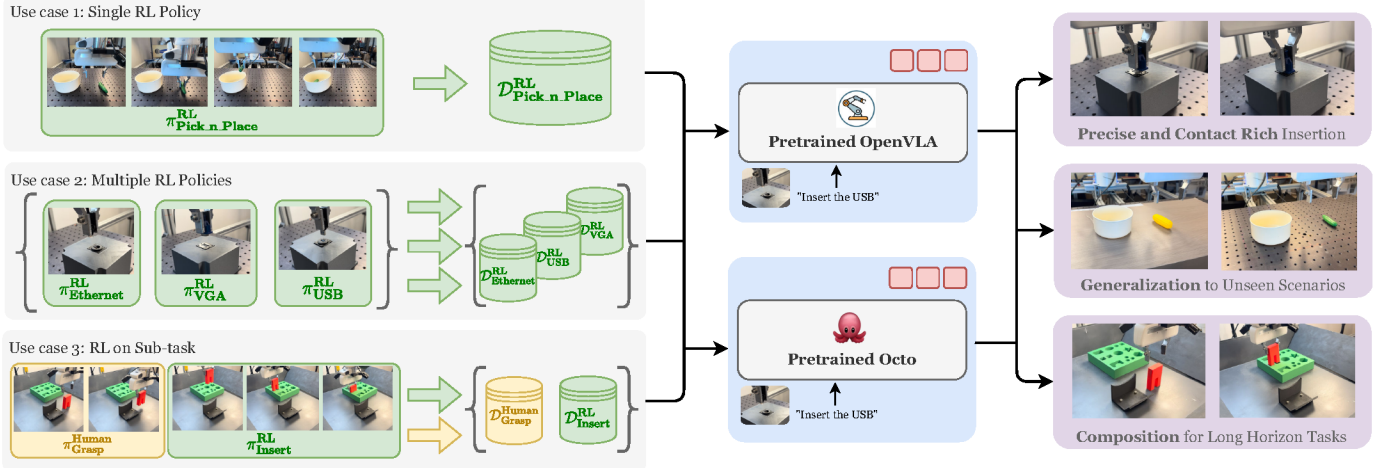 Use case 1: Single RL Policy
π^RL_Pick_n_Place
D^RL_Pick_n_Place
Use case 2: Multiple RL Policies
π^RL_Ethernet
π^RL_VGA
π^RL_USB
D^RL_Ethernet
D^RL_USB
D^RL_VGA
Use case 3: RL on Sub-task
π^Human_Grasp
π^RL_Insert
D^Human_Grasp
D^RL_Insert
Pretrained OpenVLA
"Insert the USB"
Pretrained Octo
"Insert the USB"
Precise and Contact Rich Insertion
Generalization to Unseen Scenarios
Composition for Long Horizon Tasks